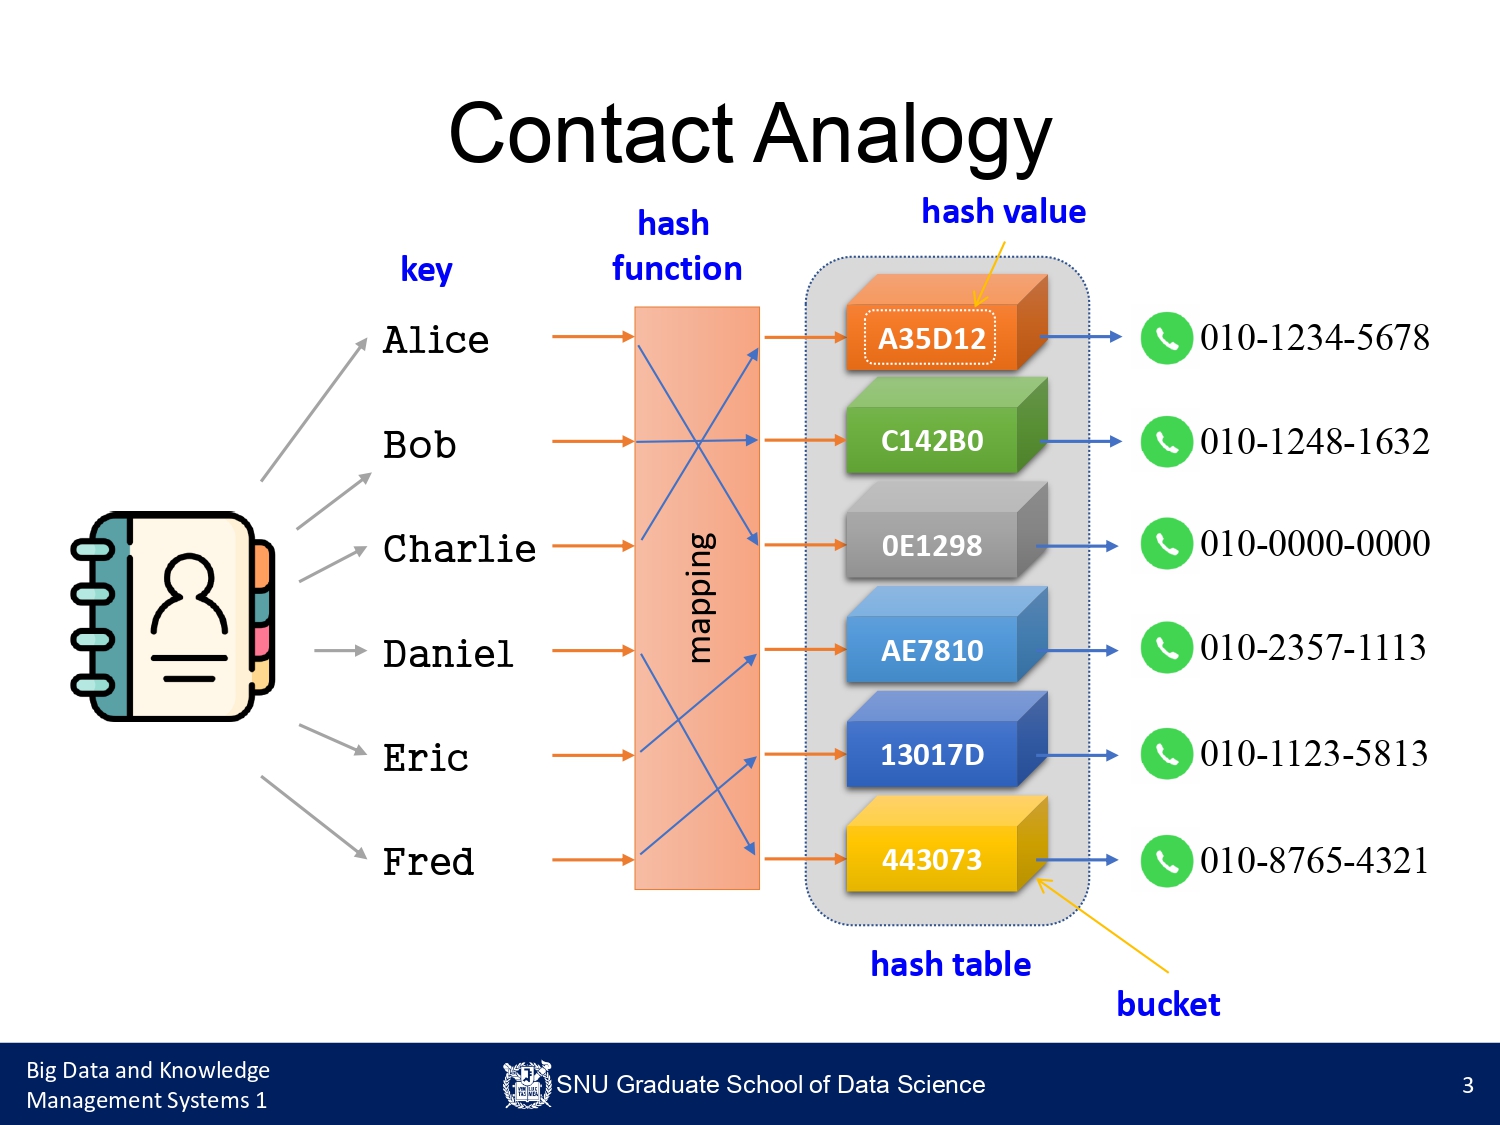 Contact Analogy
key
hash
function
hash value
Alice
A35D12
010-1234-5678
Bob
C142B0
010-1248-1632
Charlie
0E1298
010-0000-0000
mapping
Daniel
AE7810
010-2357-1113
Eric
13017D
010-1123-5813
Fred
443073
010-8765-4321
hash table
bucket
Big Data and Knowledge
Management Systems 1
SNU Graduate School of Data Science
3